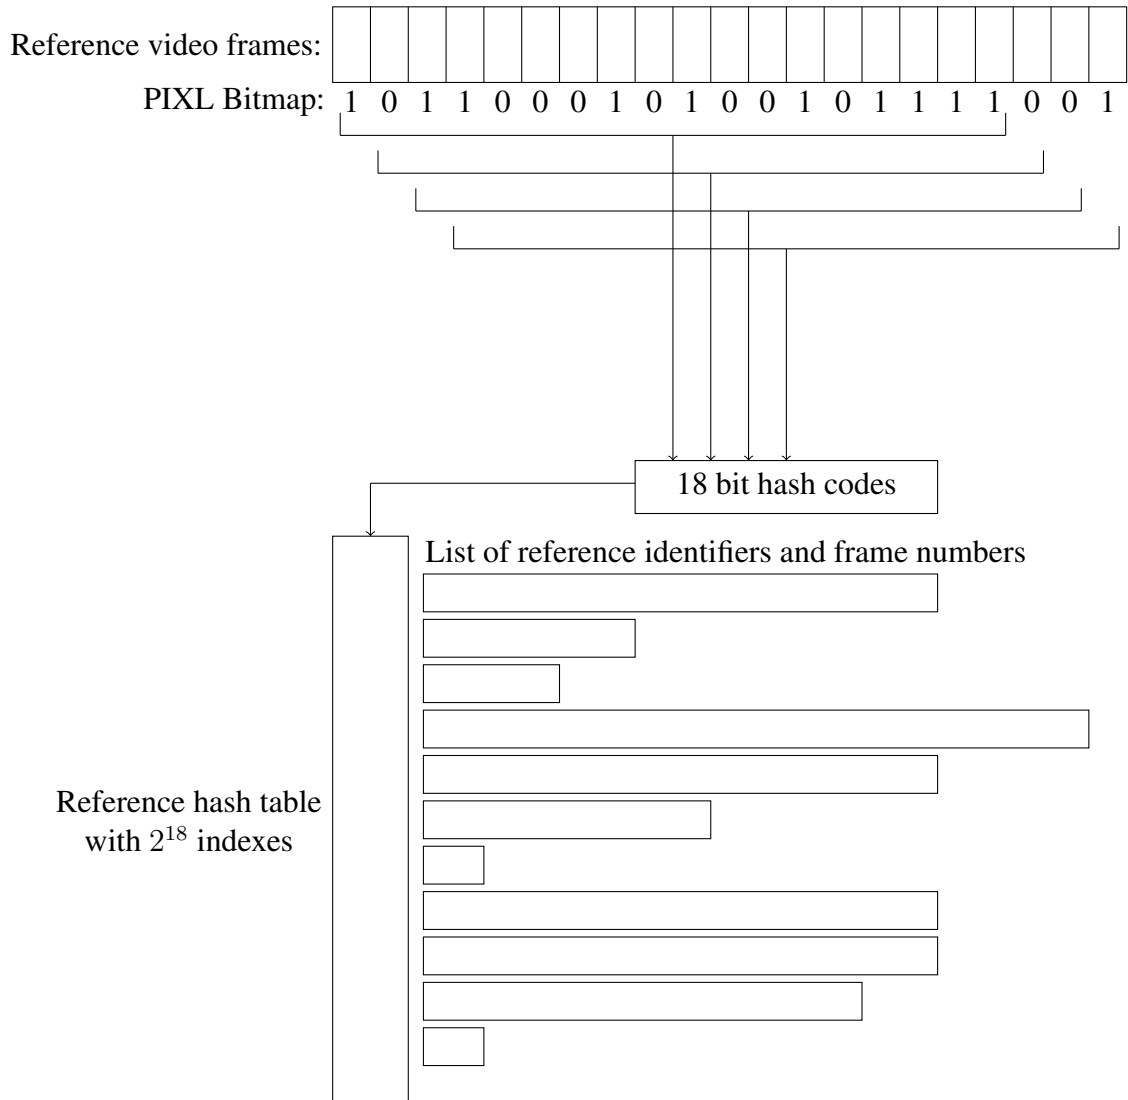 Reference video frames:
PIXL Bitmap: 1 0 1 1 0 0 0 1 0 1 0 0 1 0 1 1 1 1 0 0 1
18 bit hash codes
List of reference identifiers and frame numbers
Reference hash table
with 2^18 indexes